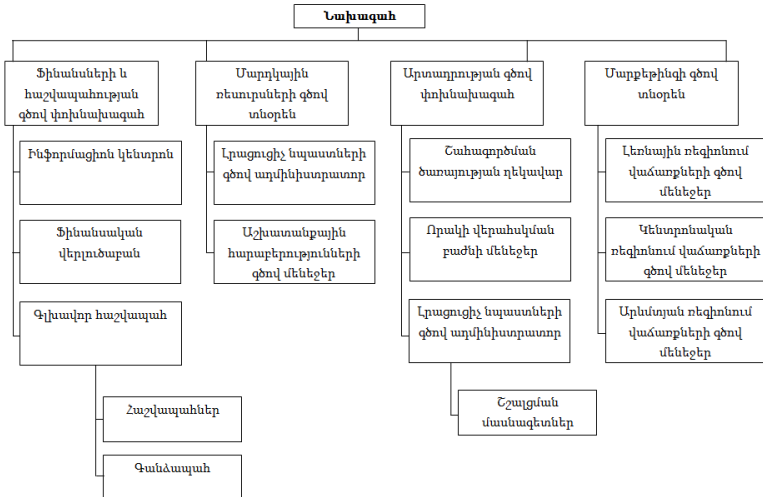 Նախագահ
Ֆինանսների և
հաշվապահության
գծով փոխնախագահ
Մարդկային
ռեսուրսների գծով
տնօրեն
Արտադրության գծով
փոխնախագահ
Մարքեթինգի գծով
տնօրեն
Ինֆորմացիոն կենտրոն
Լրացուցիչ նպաստների
գծով ադմինիստրատոր
Շահագործման
ծառայության ղեկավար
Լեռնային ռեգիոնում
վաճառքների գծով
մենեջեր
Ֆինանսական
վերլուծաբան
Աշխատանքային
հարաբերությունների
գծով մենեջեր
Որակի վերահսկման
բաժնի մենեջեր
Կենտրոնական
ռեգիոնում վաճառքների
գծով մենեջեր
Գլխավոր հաշվապահ
Լրացուցիչ նպաստների
գծով ադմինիստրատոր
Արևմտյան ռեգիոնում
վաճառքների գծով
մենեջեր
Հաշվապահներ
Շշալցման
մասնագետներ
Գանձապահ